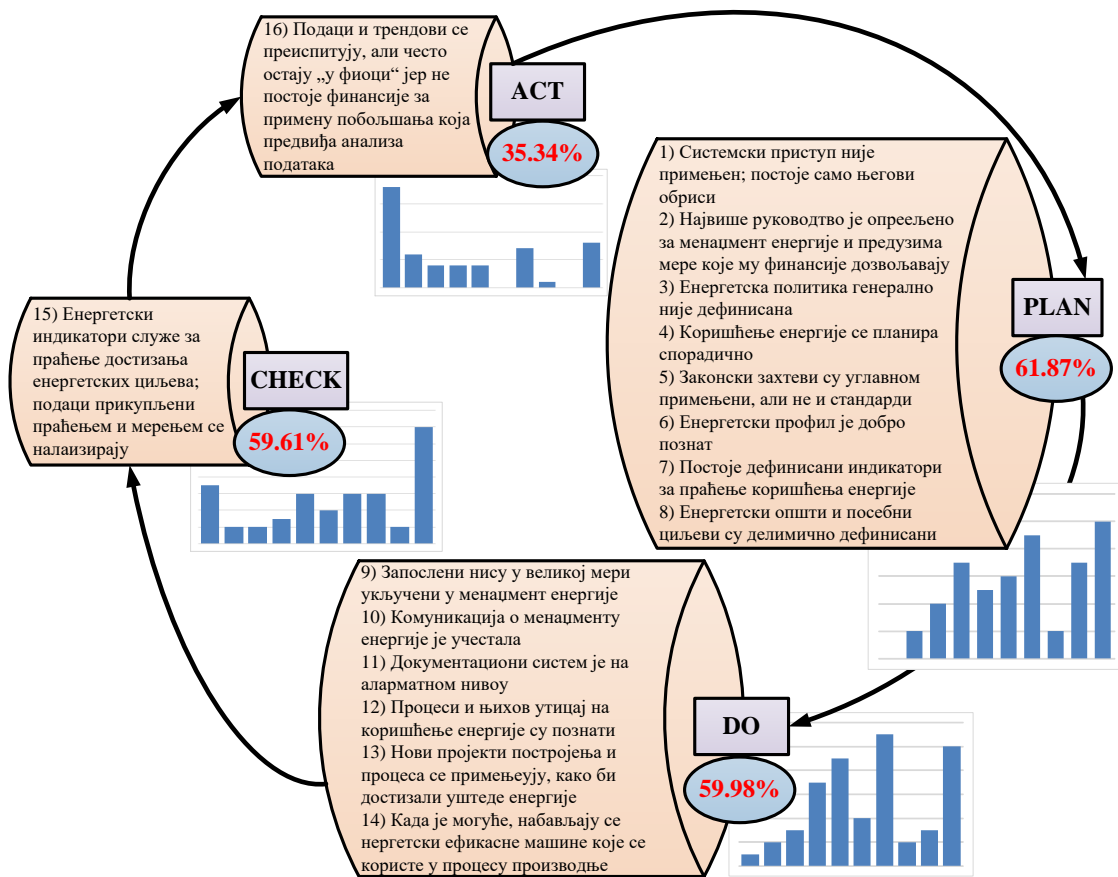 16) Подаци и трендови се
преиспитују, али често
остају „у фиоци“ јер не
постоје финансије за
примену побољшања која
предвиђа анализа
података
ACT
35.34%
1) Системски приступ није
примењен; постоје само његови
обриси
2) Највише руководтво је опреељено
за менаџмент енергије и предузима
мере које му финансије дозвољавају
3) Енергетска политика генерално
није дефинисана
4) Коришћење енергије се планира
спорадично
5) Законски захтеви су углавном
примењени, али не и стандарди
6) Енергетски профил је добро
познат
7) Постоје дефинисани индикатори
за праћење коришћења енергије
8) Енергетски општи и посебни
циљеви су делимично дефинисани
PLAN
61.87%
15) Енергетски
индикатори служе за
праћење достизања
енергетских циљева;
подаци прикупљени
праћењем и мерењем се
налаизирају
CHECK
59.61%
9) Запослени нису у великој мери
укључени у менаџмент енергије
10) Комуникација о менаџменту
енергије је учестала
11) Документациони систем је на
алармaтном нивоу
12) Процеси и њихов утицај на
коришћење енергије су познати
13) Нови пројекти постројења и
процеса се примењеују, како би
достизали уштеде енергије
14) Када је могуће, набављају се
нергетски ефикасне машине које се
користе у процесу производње
DO
59.98%